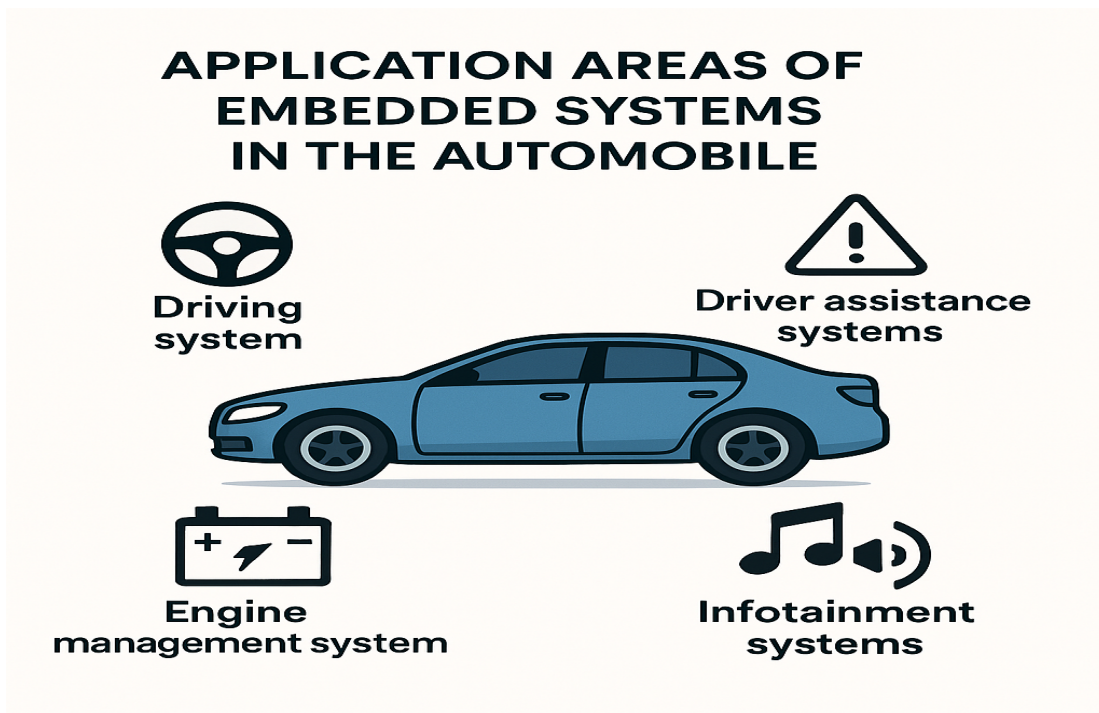 APPLICATION AREAS OF
EMBEDDED SYSTEMS
IN THE AUTOMOBILE
Driving
system
Driver assistance
systems
Engine
management system
Infotainment
systems